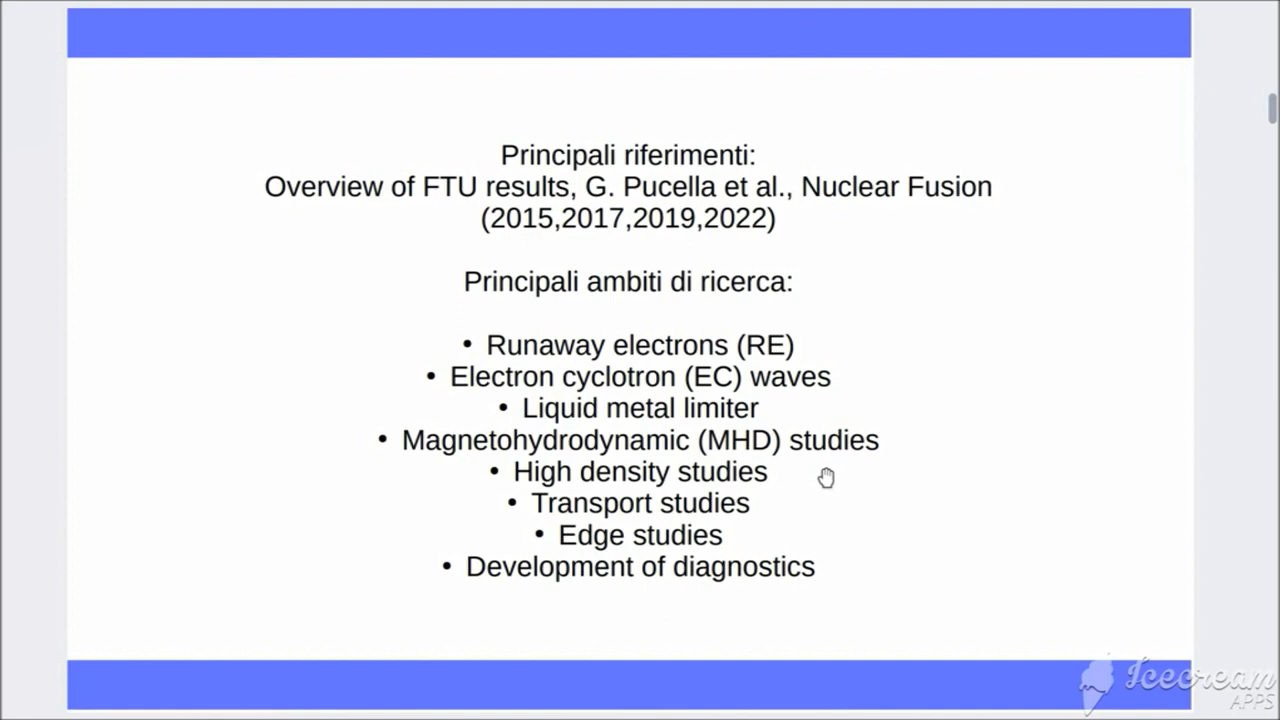 Principali riferimenti:
Overview of FTU results, G. Pucella et al., Nuclear Fusion
(2015,2017,2019,2022)
Principali ambiti di ricerca:
• Runaway electrons (RE)
• Electron cyclotron (EC) waves
• Liquid metal limiter
• Magnetohydrodynamic (MHD) studies
• High density studies
• Transport studies
• Edge studies
• Development of diagnostics
Icecream
APPS